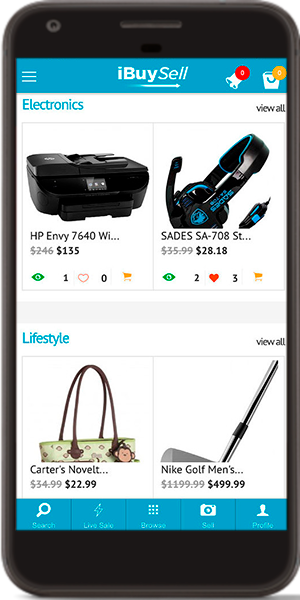 iBuySell
0
0
Electronics
view all
HP Envy 7640 Wi...
$246 $135
1 0
SADES SA-708 St...
$35.99 $28.18
2 3
Lifestyle
view all
Carter's Novelt...
$34.99 $22.99
Nike Golf Men's...
$1199.99 $499.99
Search
Live Sale
Browse
Sell
Profile